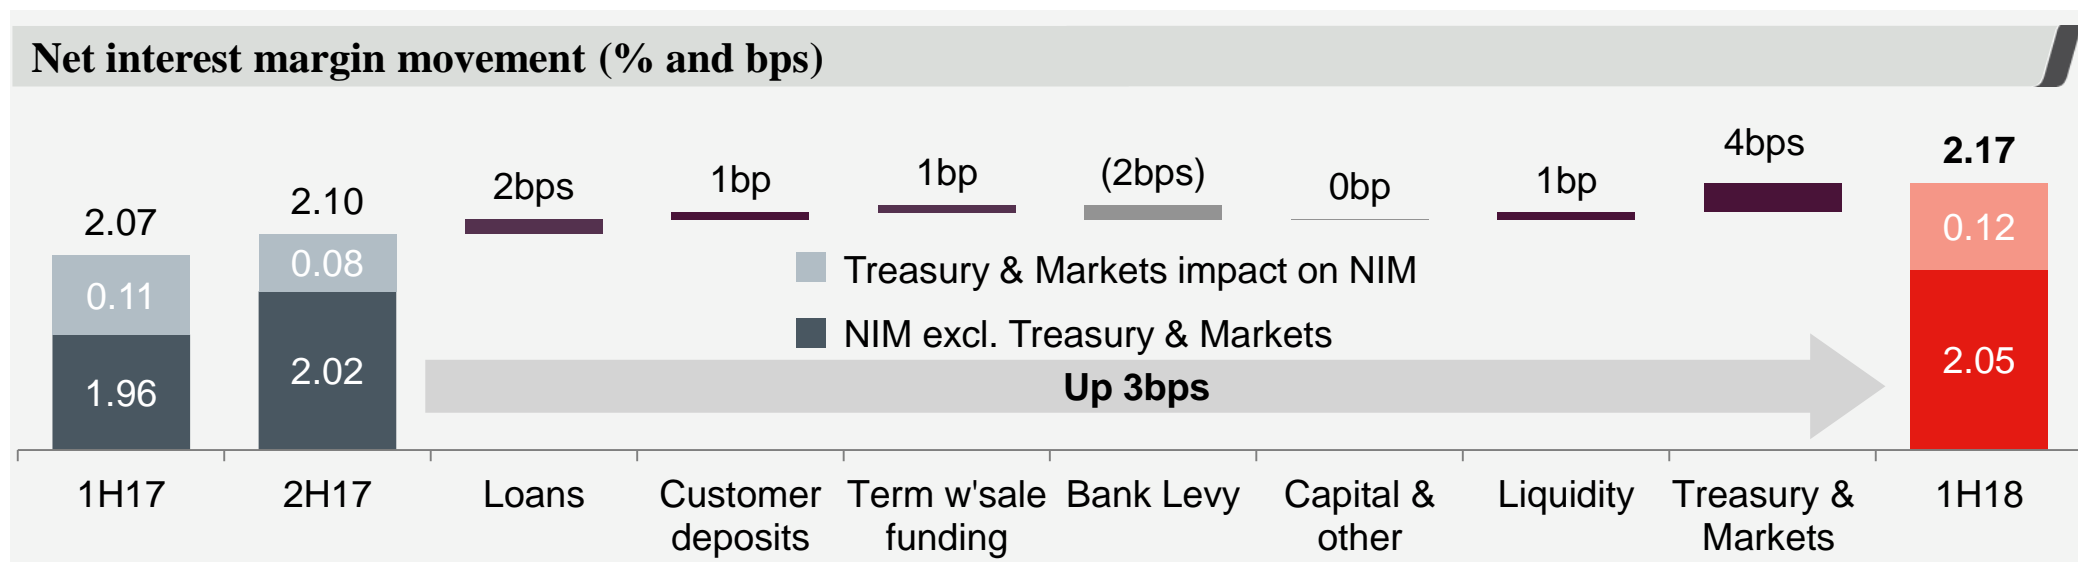 Net interest margin movement (% and bps)
2.07
0.11
1.96
2.10
0.08
2.02
2bps
1bp
1bp
(2bps)
0bp
1bp
4bps
2.17
0.12
2.05
Treasury & Markets impact on NIM
NIM excl. Treasury & Markets
Up 3bps
1H17
2H17
Loans
Customer
deposits
Term w'sale
funding
Bank Levy
Capital &
other
Liquidity
Treasury &
Markets
1H18